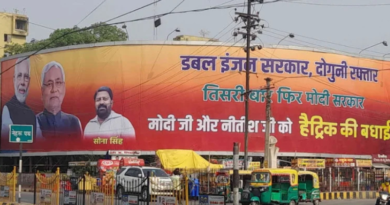 डबल इंजन सरकार, दोगुनी रफ्तार
तिसरी बार फिर मोदी सरकार
मोदी जी और नीतीश जी को हैट्रिक की बधाई
सोना सिंह